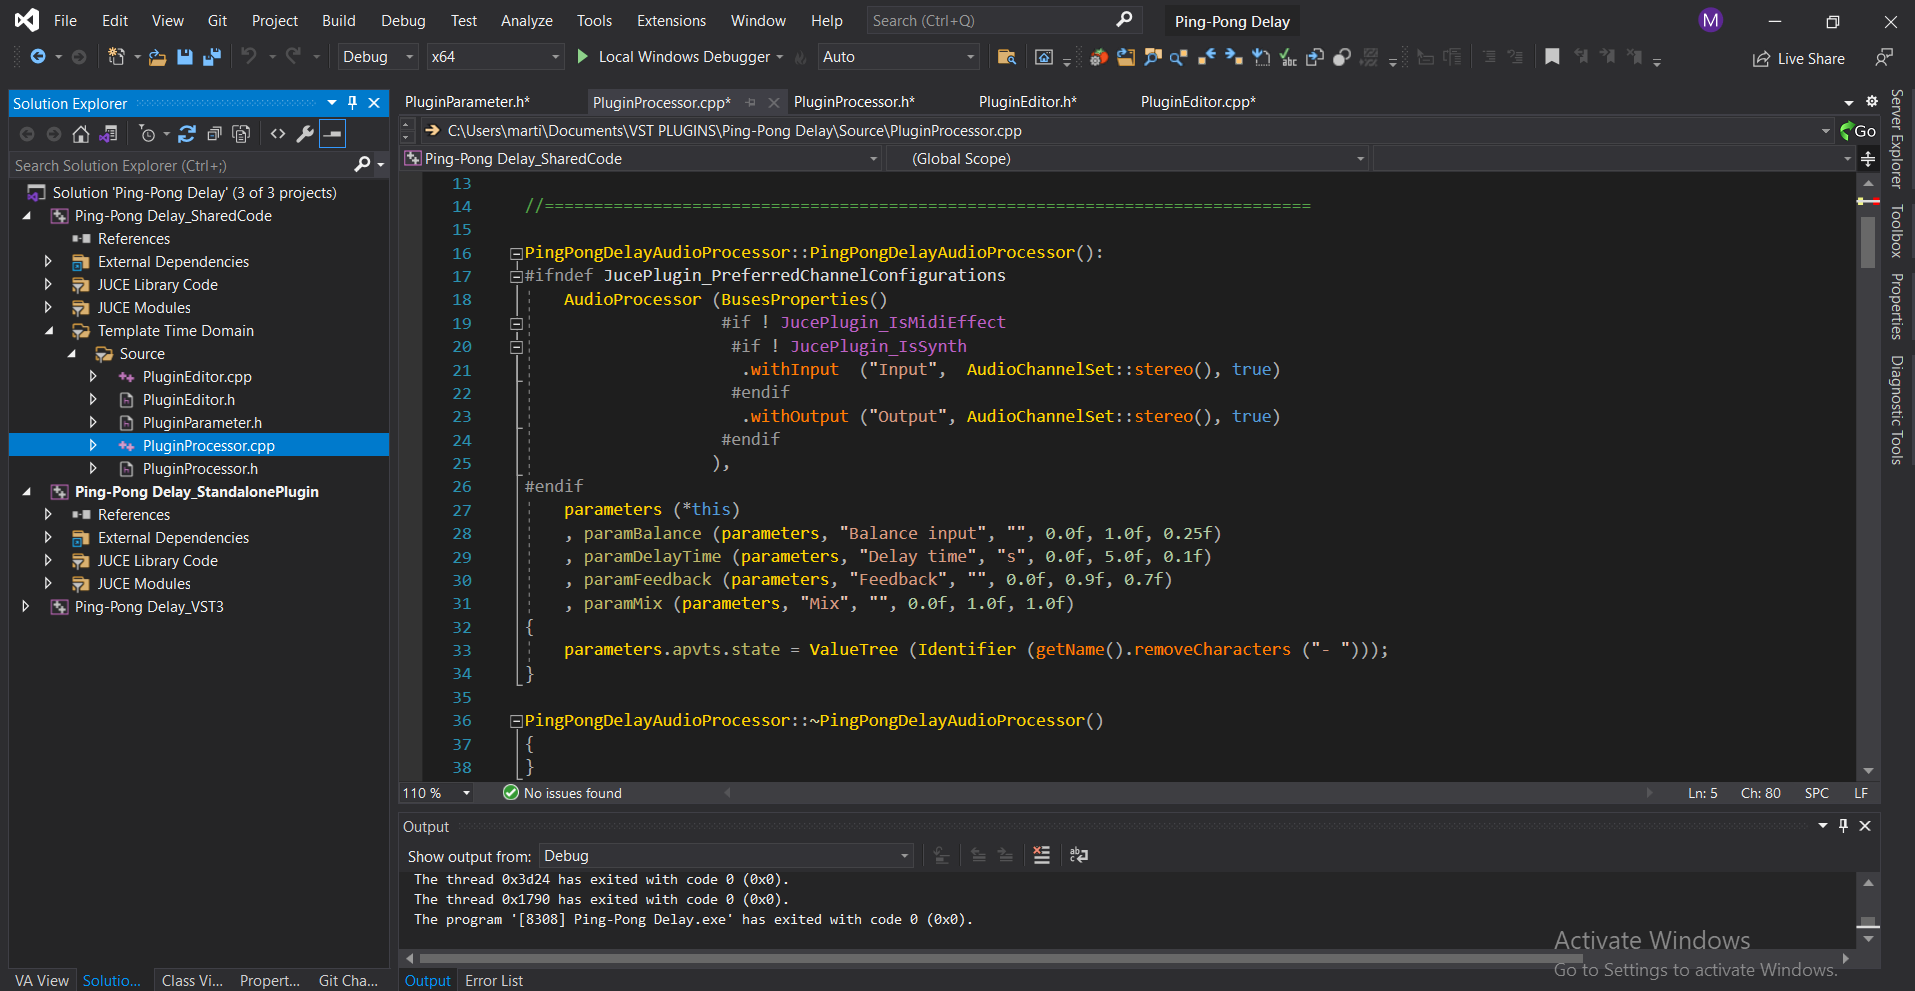 File Edit View Git Project Build Debug Test Analyze Tools Extensions Window Help Search (Ctrl+Q) Ping-Pong Delay M
Debug x64 Local Windows Debugger Auto Live Share
Solution Explorer
Search Solution Explorer (Ctrl+;)
Solution 'Ping-Pong Delay' (3 of 3 projects)
Ping-Pong Delay_SharedCode
References
External Dependencies
JUCE Library Code
JUCE Modules
Template Time Domain
Source
PluginEditor.cpp
PluginEditor.h
PluginParameter.h
PluginProcessor.cpp
PluginProcessor.h
Ping-Pong Delay_StandalonePlugin
References
External Dependencies
JUCE Library Code
JUCE Modules
Ping-Pong Delay_VST3
VA View Solutio... Class Vi... Propert... Git Cha...
PluginParameter.h* PluginProcessor.cpp* PluginProcessor.h* PluginEditor.h* PluginEditor.cpp*
C:\Users\marti\Documents\VST PLUGINS\Ping-Pong Delay\Source\PluginProcessor.cpp Go
Ping-Pong Delay_SharedCode (Global Scope)
13
14 //==============================================================================
15
16 PingPongDelayAudioProcessor::PingPongDelayAudioProcessor():
17 #ifndef JucePlugin_PreferredChannelConfigurations
18 AudioProcessor (BusesProperties()
19 #if ! JucePlugin_IsMidiEffect
20 #if ! JucePlugin_IsSynth
21 .withInput ("Input", AudioChannelSet::stereo(), true)
22 #endif
23 .withOutput ("Output", AudioChannelSet::stereo(), true)
24 #endif
25 ),
26 #endif
27 parameters (*this)
28 , paramBalance (parameters, "Balance input", "", 0.0f, 1.0f, 0.25f)
29 , paramDelayTime (parameters, "Delay time", "s", 0.0f, 5.0f, 0.1f)
30 , paramFeedback (parameters, "Feedback", "", 0.0f, 0.9f, 0.7f)
31 , paramMix (parameters, "Mix", "", 0.0f, 1.0f, 1.0f)
32 {
33 parameters.apvts.state = ValueTree (Identifier (getName().removeCharacters ("- ")));
34 }
35
36 PingPongDelayAudioProcessor::~PingPongDelayAudioProcessor()
37 {
38 }
110 % No issues found Ln: 5 Ch: 80 SPC LF
Output
Show output from: Debug
The thread 0x3d24 has exited with code 0 (0x0).
The thread 0x1790 has exited with code 0 (0x0).
The program '[8308] Ping-Pong Delay.exe' has exited with code 0 (0x0).
Output Error List
Server Explorer
Toolbox
Properties
Diagnostic Tools
Activate Windows
Go to Settings to activate Windows.